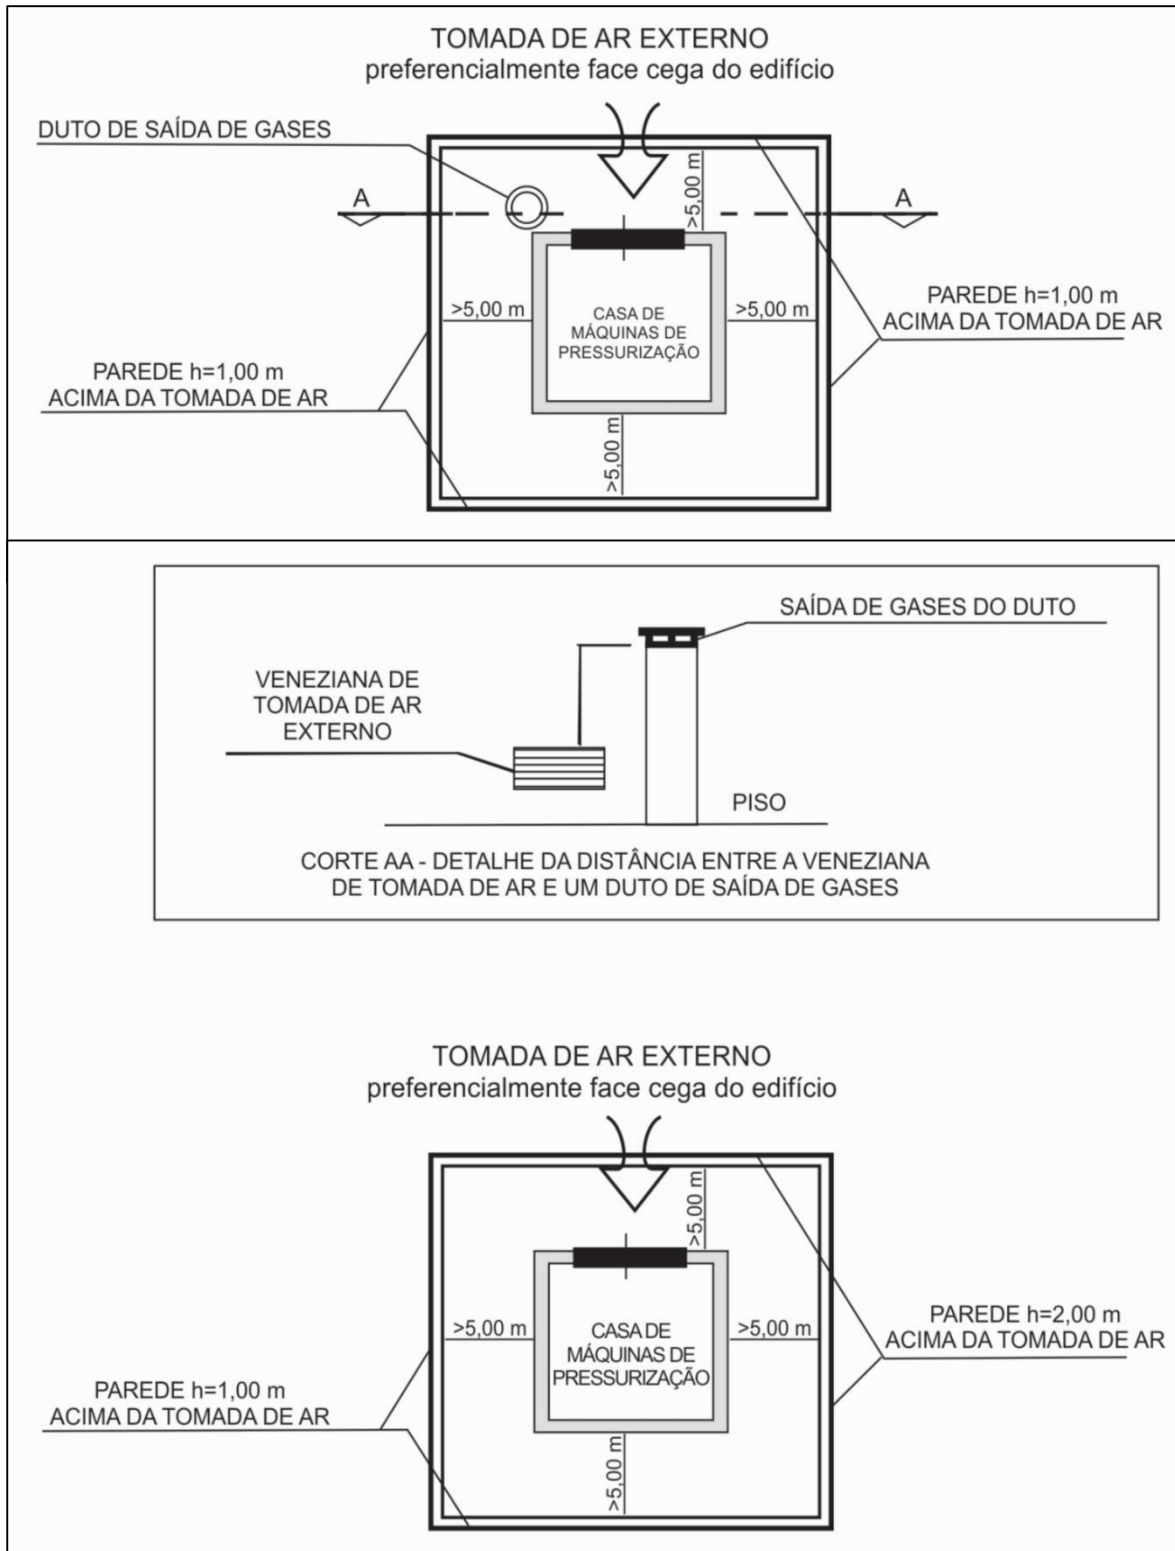 TOMADA DE AR EXTERNO
preferencialmente face cega do edifício
DUTO DE SAÍDA DE GASES
A
A
>5,00 m
>5,00 m
>5,00 m
CASA DE
MÁQUINAS DE
PRESSURIZAÇÃO
PAREDE h=1,00 m
ACIMA DA TOMADA DE AR
PAREDE h=1,00 m
ACIMA DA TOMADA DE AR
>5,00 m
SAÍDA DE GASES DO DUTO
VENEZIANA DE
TOMADA DE AR
EXTERNO
PISO
CORTE AA - DETALHE DA DISTÂNCIA ENTRE A VENEZIANA
DE TOMADA DE AR E UM DUTO DE SAÍDA DE GASES
TOMADA DE AR EXTERNO
preferencialmente face cega do edifício
>5,00 m
>5,00 m
>5,00 m
CASA DE
MÁQUINAS DE
PRESSURIZAÇÃO
PAREDE h=2,00 m
ACIMA DA TOMADA DE AR
PAREDE h=1,00 m
ACIMA DA TOMADA DE AR
>5,00 m